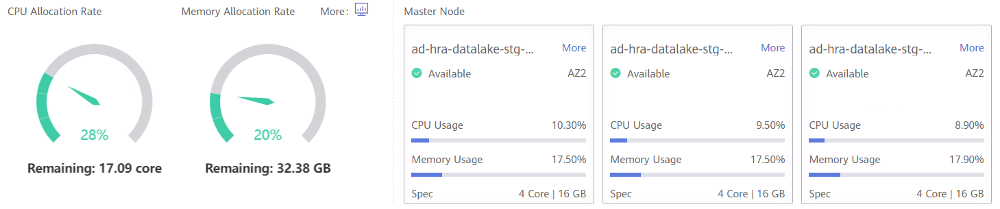 CPU Allocation Rate
Memory Allocation Rate
More:
28%
20%
Remaining: 17.09 core
Remaining: 32.38 GB
Master Node
ad-hra-datalake-stg-...
More
Available
AZ2
CPU Usage
10.30%
Memory Usage
17.50%
Spec
4 Core | 16 GB
ad-hra-datalake-stg-...
More
Available
AZ2
CPU Usage
9.50%
Memory Usage
17.50%
Spec
4 Core | 16 GB
ad-hra-datalake-stg-...
More
Available
AZ2
CPU Usage
8.90%
Memory Usage
17.90%
Spec
4 Core | 16 GB